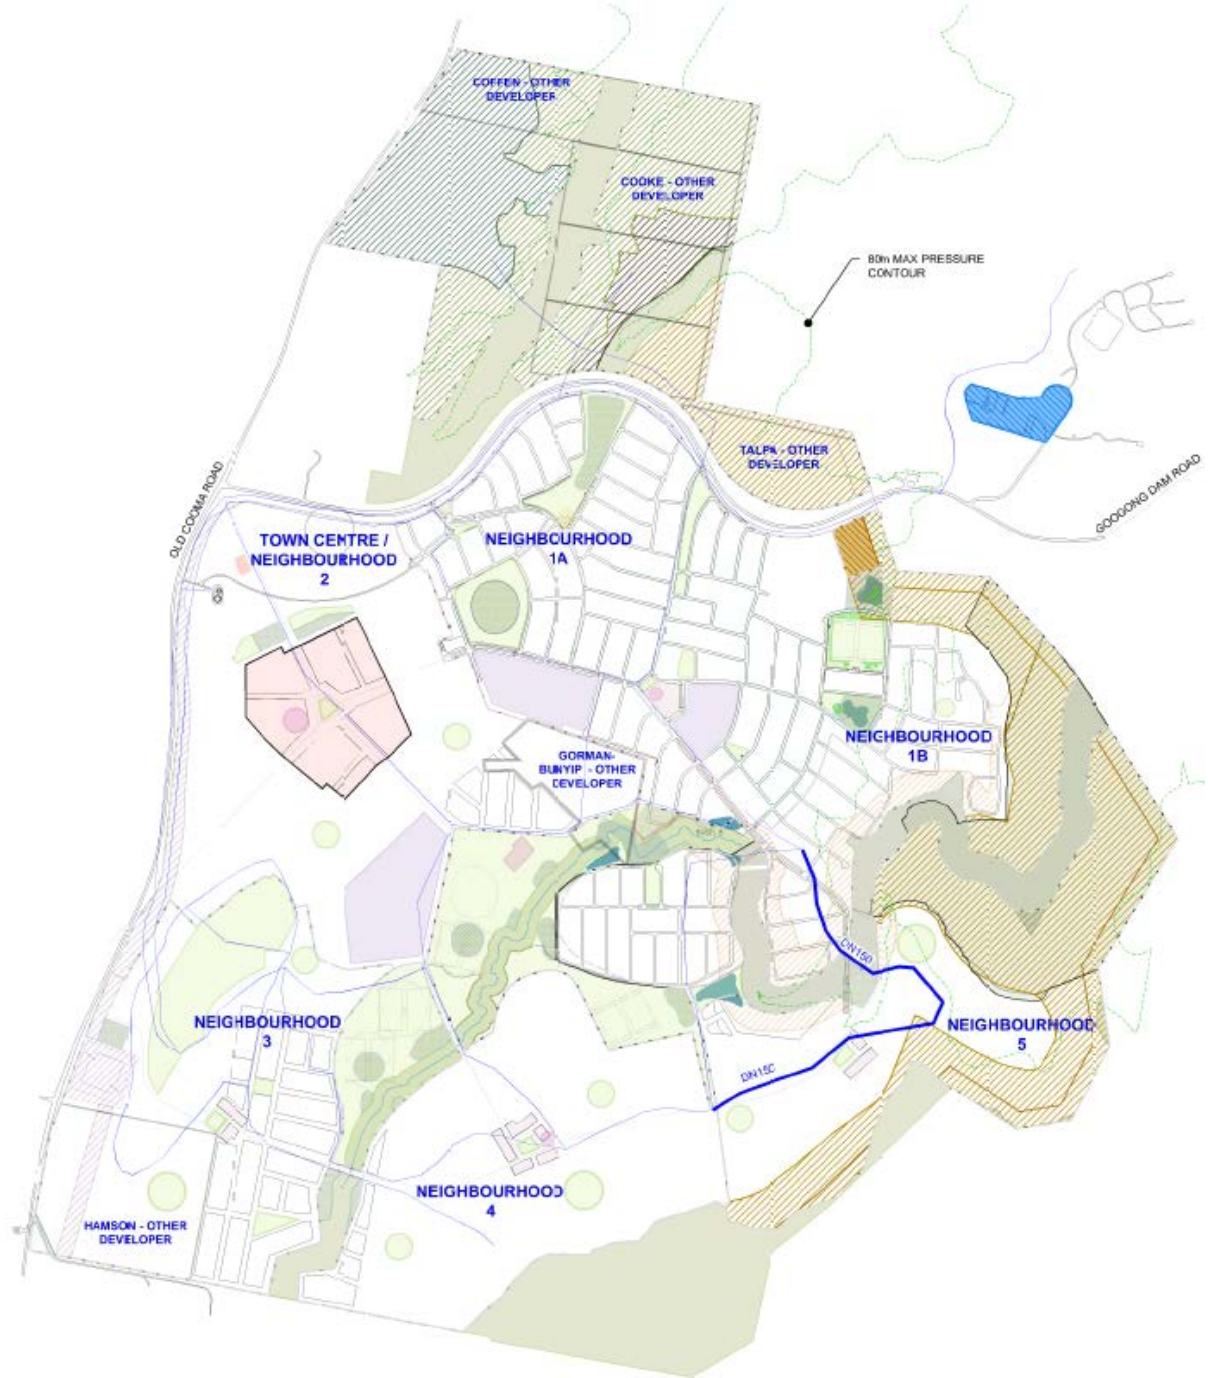 COFFEN - OTHER
DEVELOPER
COOKE - OTHER
DEVELOPER
80m MAX PRESSURE
CONTOUR
TALPA - OTHER
DEVELOPER
OLD COOMA ROAD
GOOGONG DAM ROAD
TOWN CENTRE /
NEIGHBOURHOOD
2
NEIGHBOURHOOD
1A
NEIGHBOURHOOD
1B
GORMAN-
BUNYIP - OTHER
DEVELOPER
DN150
NEIGHBOURHOOD
3
NEIGHBOURHOOD
5
DN150
NEIGHBOURHOOD
4
HAMSON - OTHER
DEVELOPER